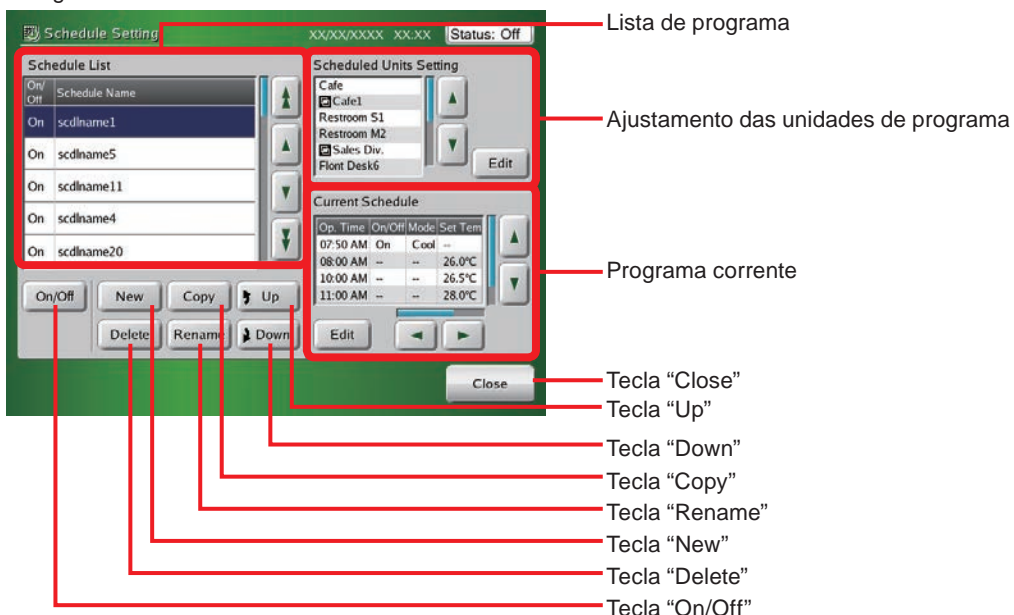 Schedule Setting XX/XX/XXXX XX:XX Status: Off
Lista de programa
Schedule List
On/Off Schedule Name
On scdlname1
On scdlname5
On scdlname11
On scdlname4
On scdlname20
Scheduled Units Setting
Cafe
Cafe1
Restroom S1
Restroom M2
Sales Div.
Flont Desk6
Edit
Ajustamento das unidades de programa
Current Schedule
Op. Time On/Off Mode Set Tem
07:50 AM On Cool --
08:00 AM -- -- 26.0°C
10:00 AM -- -- 26.5°C
11:00 AM -- -- 28.0°C
Edit
Programa corrente
On/Off New Copy Up
Delete Rename Down
Close
Tecla “Close”
Tecla “Up”
Tecla “Down”
Tecla “Copy”
Tecla “Rename”
Tecla “New”
Tecla “Delete”
Tecla “On/Off”